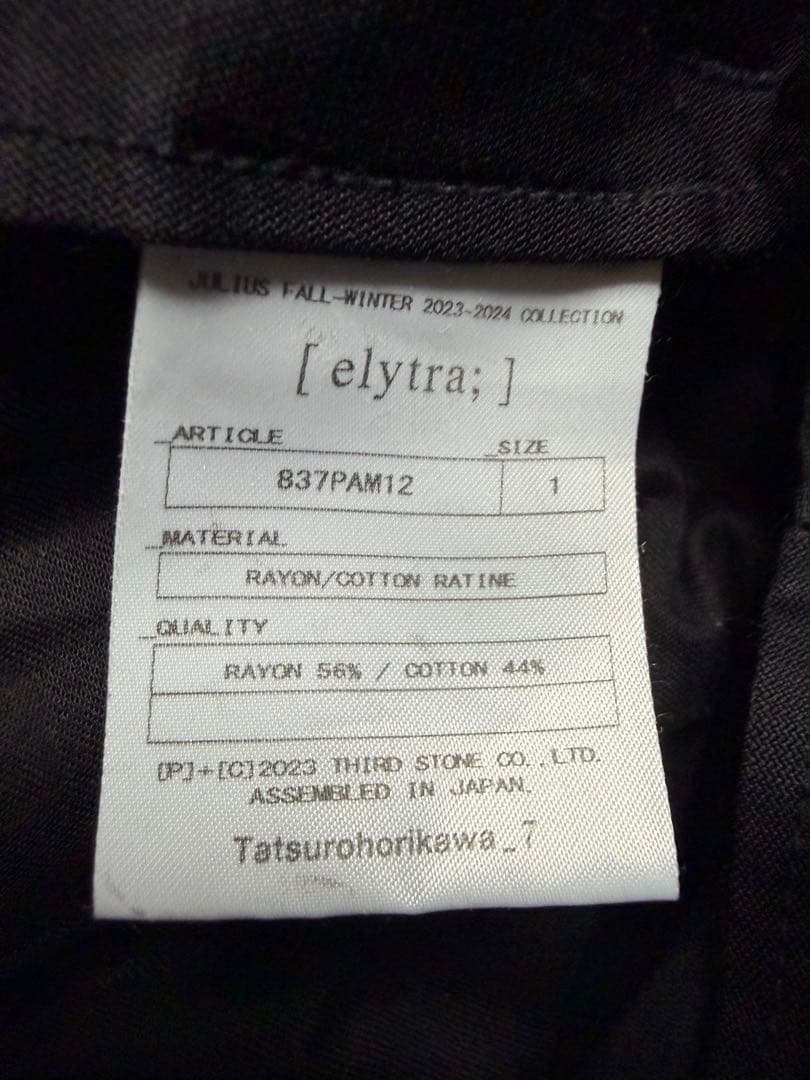 JULIUS FALL-WINTER 2023-2024 COLLECTION
[ elytra; ]
_ARTICLE _SIZE
837PAM12 1
_MATERIAL
RAYON/COTTON RATINE
_QUALITY
RAYON 56% / COTTON 44%
[P]+[C]2023 THIRD STONE CO.,LTD.
ASSEMBLED IN JAPAN.
Tatsurohorikawa_7